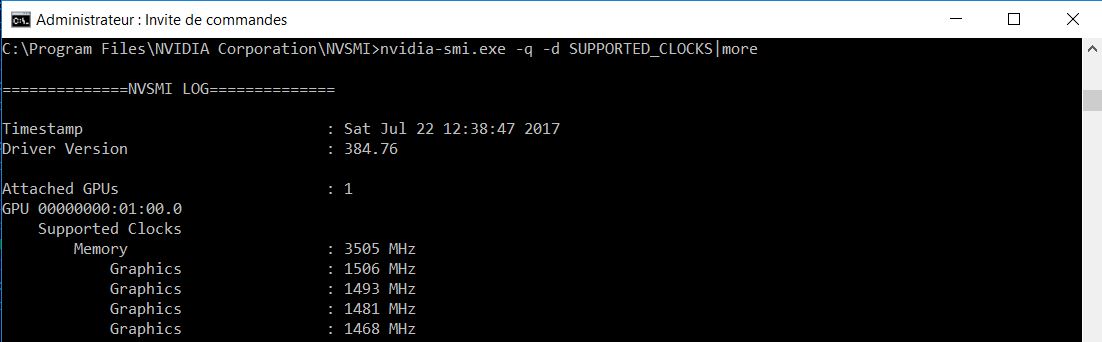 Administrateur : Invite de commandes
C:\Program Files\NVIDIA Corporation\NVSMI>nvidia-smi.exe -q -d SUPPORTED_CLOCKS|more
==============NVSMI LOG==============
Timestamp                           : Sat Jul 22 12:38:47 2017
Driver Version                      : 384.76
Attached GPUs                       : 1
GPU 00000000:01:00.0
    Supported Clocks
        Memory                      : 3505 MHz
            Graphics                : 1506 MHz
            Graphics                : 1493 MHz
            Graphics                : 1481 MHz
            Graphics                : 1468 MHz